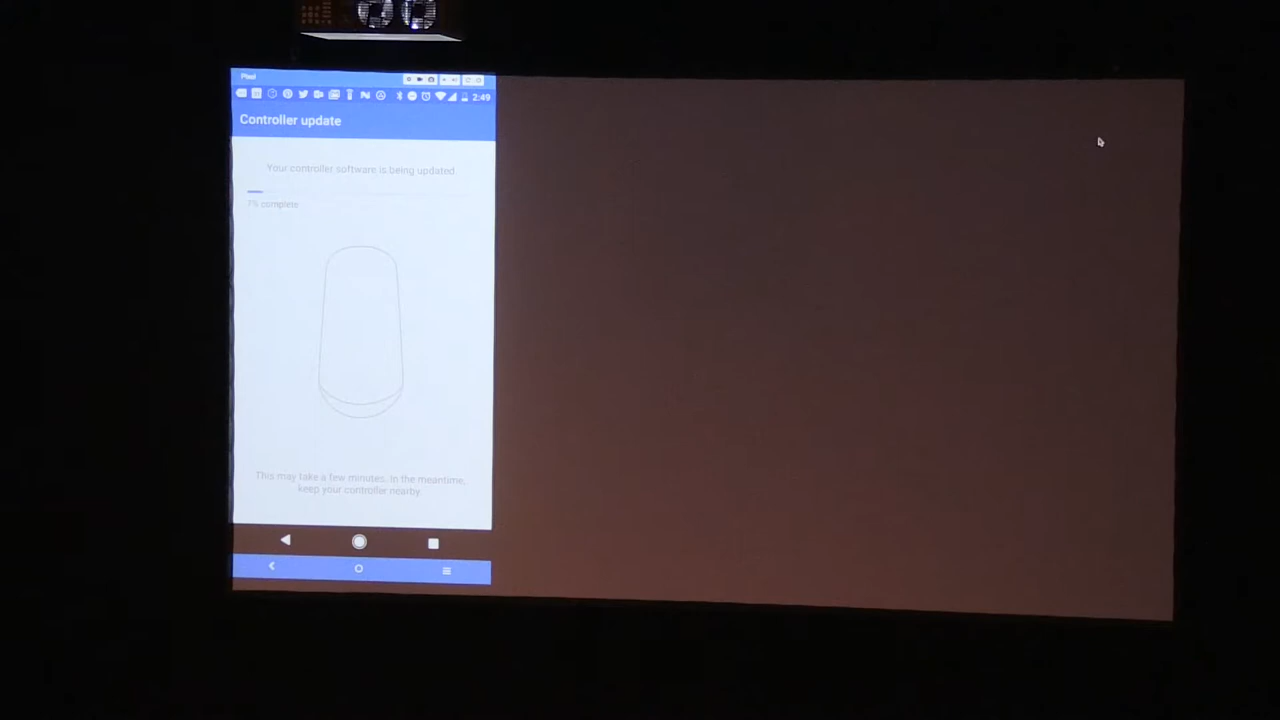 Pixel
2:49
Controller update
Your controller software is being updated
7% complete
This may take a few minutes. In the meantime,
keep your controller nearby.